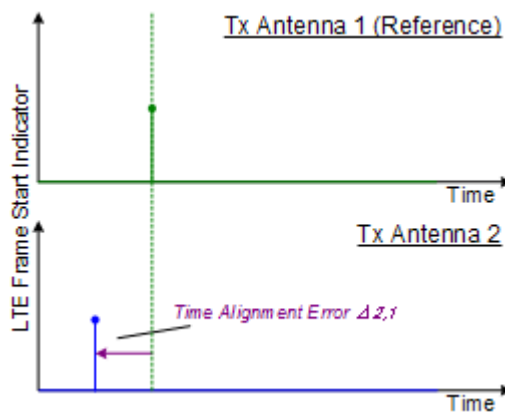 Tx Antenna 1 (Reference)
LTE Frame Start Indicator
Time
Tx Antenna 2
Time Alignment Error Δ2,1
Time